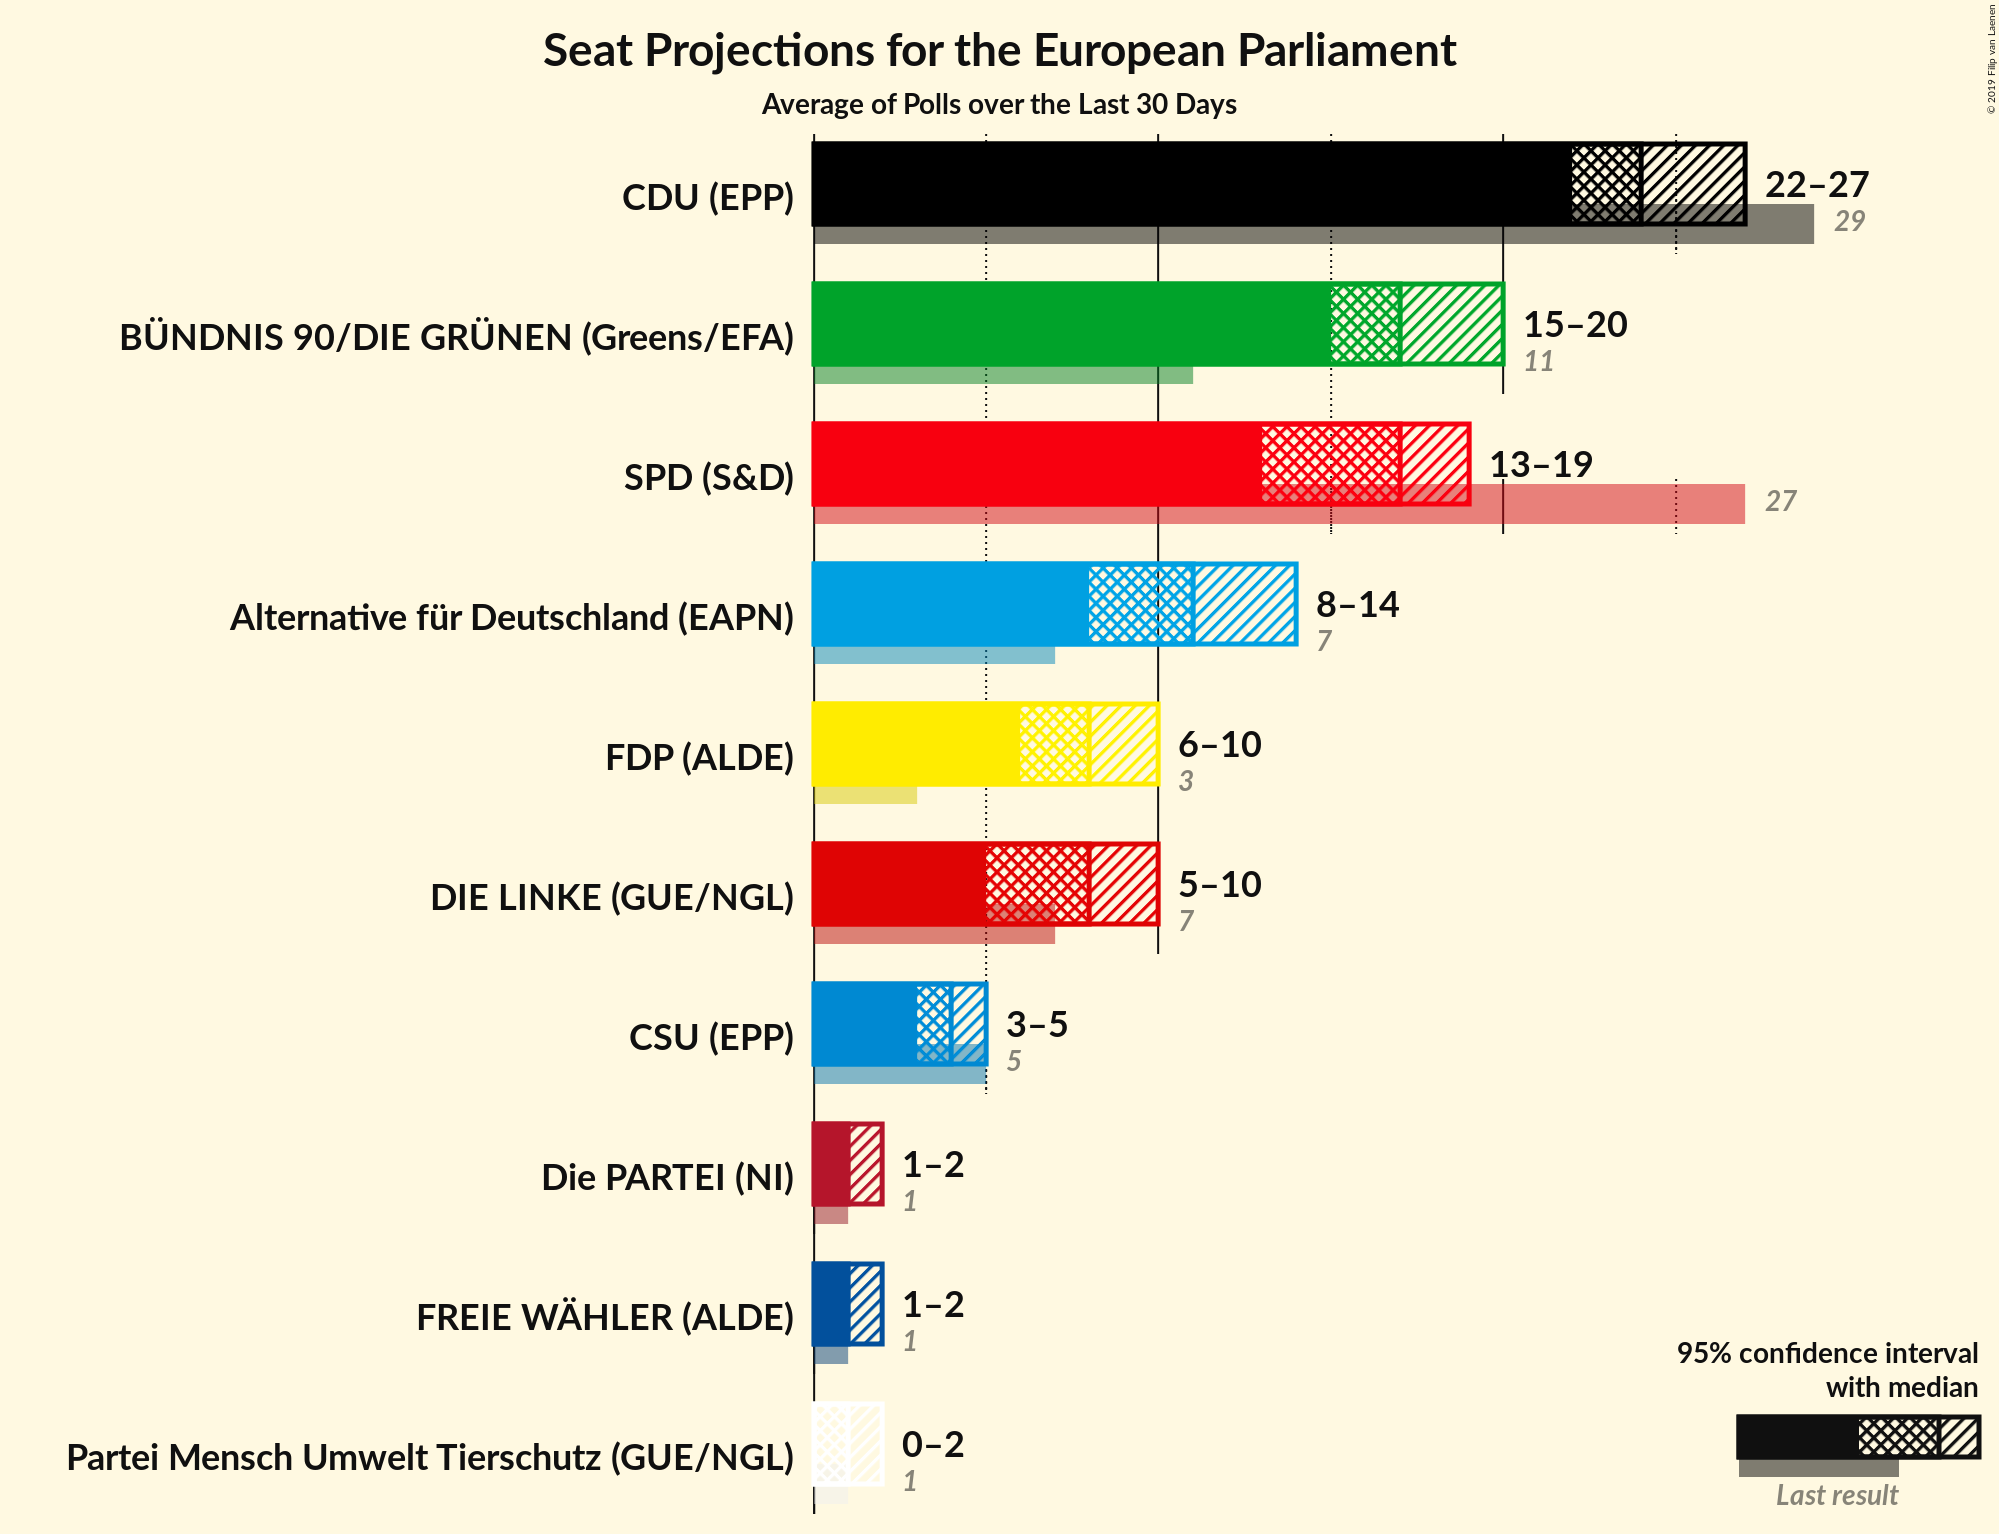 Seat Projections for the European Parliament
Average of Polls over the Last 30 Days
© 2019 Filip van Laenen
CDU (EPP)
22–27
29
BÜNDNIS 90/DIE GRÜNEN (Greens/EFA)
15–20
11
SPD (S&D)
13–19
27
Alternative für Deutschland (EAPN)
8–14
7
FDP (ALDE)
6–10
3
DIE LINKE (GUE/NGL)
5–10
7
CSU (EPP)
3–5
5
Die PARTEI (NI)
1–2
1
FREIE WÄHLER (ALDE)
1–2
1
Partei Mensch Umwelt Tierschutz (GUE/NGL)
0–2
1
95% confidence interval
with median
Last result